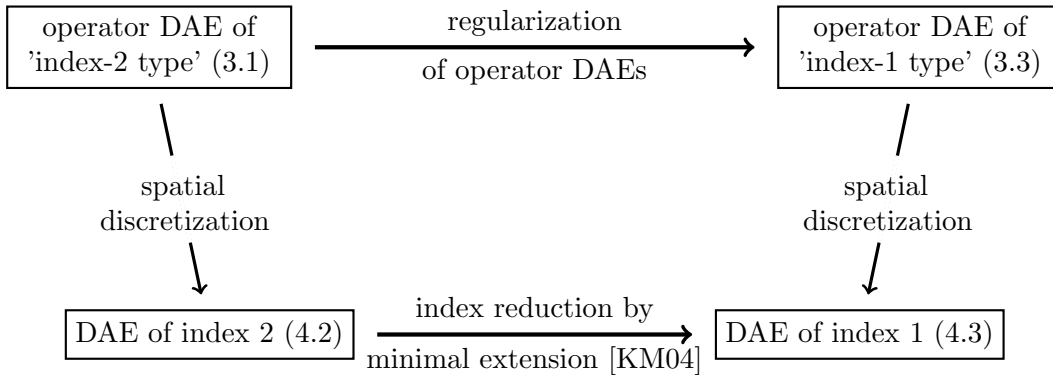 operator DAE of
'index-2 type' (3.1)
regularization
of operator DAEs
operator DAE of
'index-1 type' (3.3)
spatial
discretization
spatial
discretization
DAE of index 2 (4.2)
index reduction by
minimal extension [KM04]
DAE of index 1 (4.3)